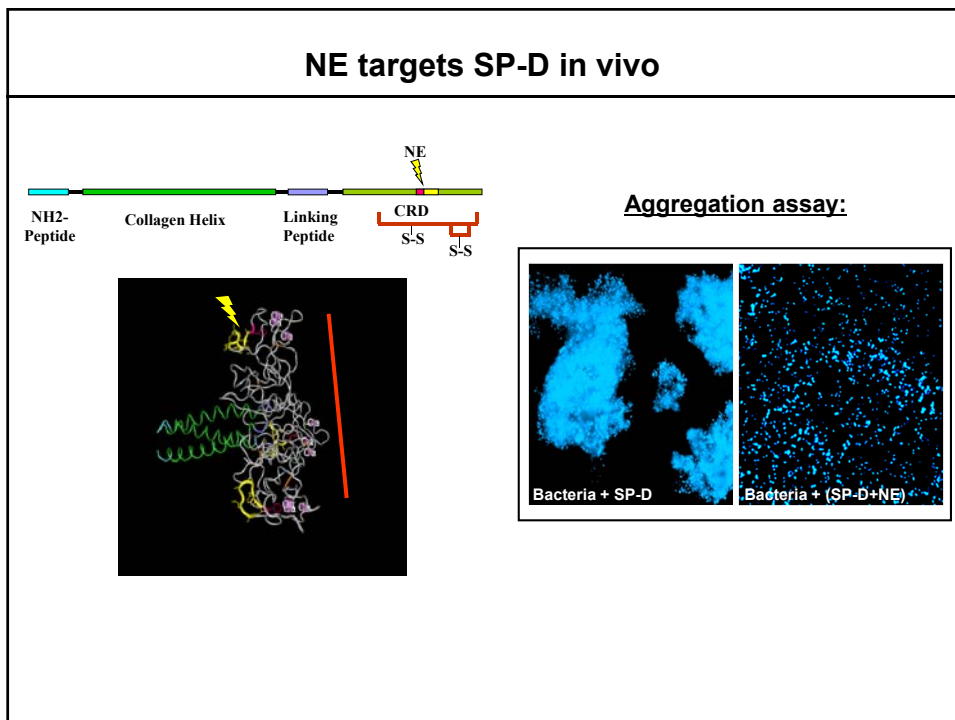 NE targets SP-D in vivo
NE
NH2-
Peptide
Collagen Helix
Linking
Peptide
CRD
S-S
S-S
Aggregation assay:
Bacteria + SP-D
Bacteria + (SP-D+NE)